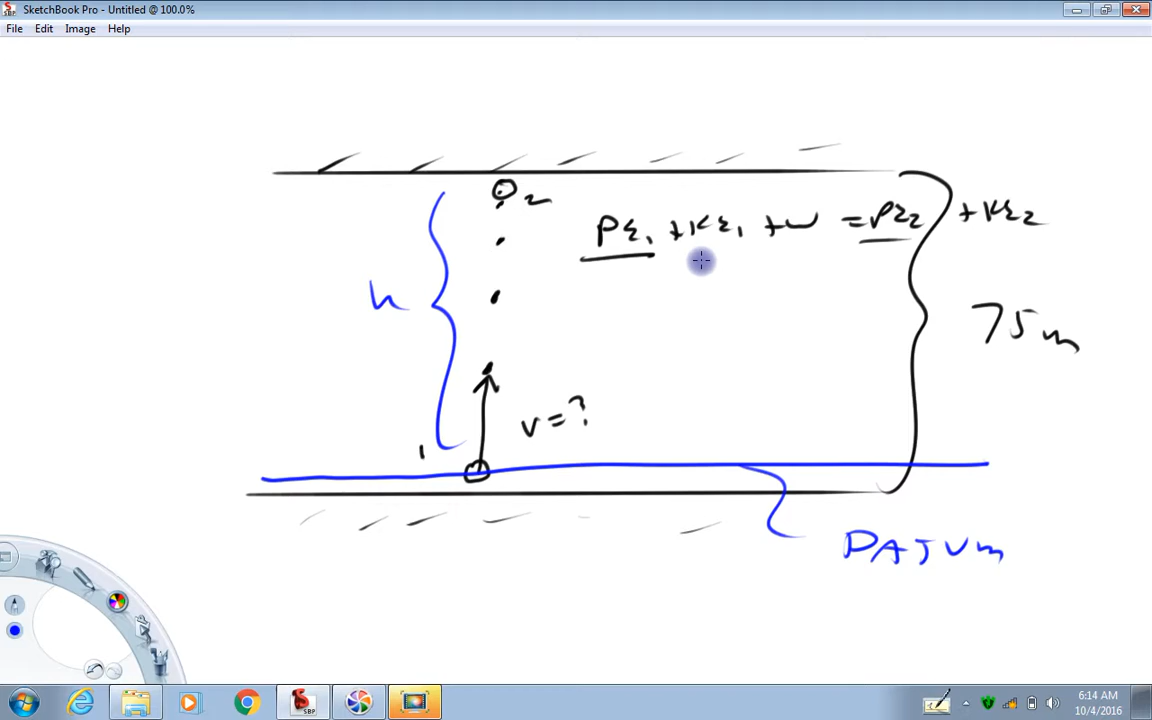 SketchBook Pro - Untitled @ 100.0%
File Edit Image Help
2
PE₁ + KE₁ + W = PE₂ + KE₂
h
75m
v=?
1
DATUM
6:14 AM
10/4/2016